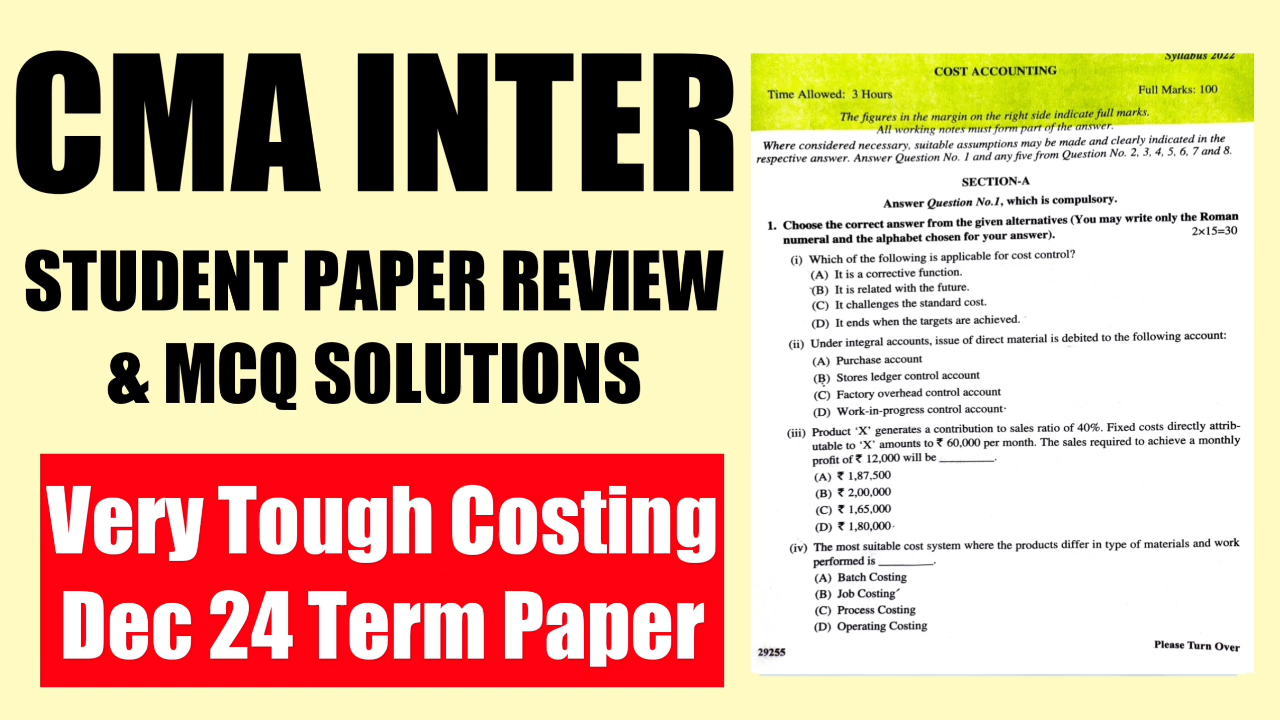 CMA INTER
STUDENT PAPER REVIEW
& MCQ SOLUTIONS
Very Tough Costing
Dec 24 Term Paper
Syllabus 2022
COST ACCOUNTING
Time Allowed: 3 Hours
Full Marks: 100
The figures in the margin on the right side indicate full marks.
All working notes must form part of the answer.
Where considered necessary, suitable assumptions may be made and clearly indicated in the
respective answer. Answer Question No. 1 and any five from Question No. 2, 3, 4, 5, 6, 7 and 8.
SECTION-A
Answer Question No.1, which is compulsory.
1. Choose the correct answer from the given alternatives (You may write only the Roman
numeral and the alphabet chosen for your answer).
2×15=30
(i) Which of the following is applicable for cost control?
(A) It is a corrective function.
(B) It is related with the future.
(C) It challenges the standard cost.
(D) It ends when the targets are achieved.
(ii) Under integral accounts, issue of direct material is debited to the following account:
(A) Purchase account
(B) Stores ledger control account
(C) Factory overhead control account
(D) Work-in-progress control account
(iii) Product ‘X’ generates a contribution to sales ratio of 40%. Fixed costs directly attrib-
utable to ‘X’ amounts to ₹ 60,000 per month. The sales required to achieve a monthly
profit of ₹ 12,000 will be ________.
(A) ₹ 1,87,500
(B) ₹ 2,00,000
(C) ₹ 1,65,000
(D) ₹ 1,80,000
(iv) The most suitable cost system where the products differ in type of materials and work
performed is ________.
(A) Batch Costing
(B) Job Costing
(C) Process Costing
(D) Operating Costing
29255
Please Turn Over